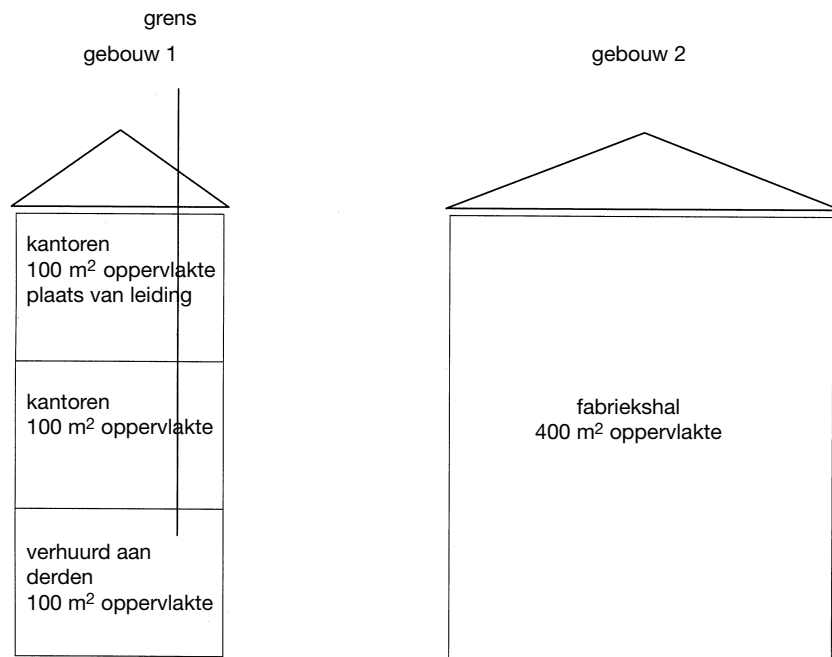 grens
gebouw 1
gebouw 2
kantoren
100 m² oppervlakte
plaats van leiding
kantoren
100 m² oppervlakte
fabriekshal
400 m² oppervlakte
verhuurd aan
derden
100 m² oppervlakte